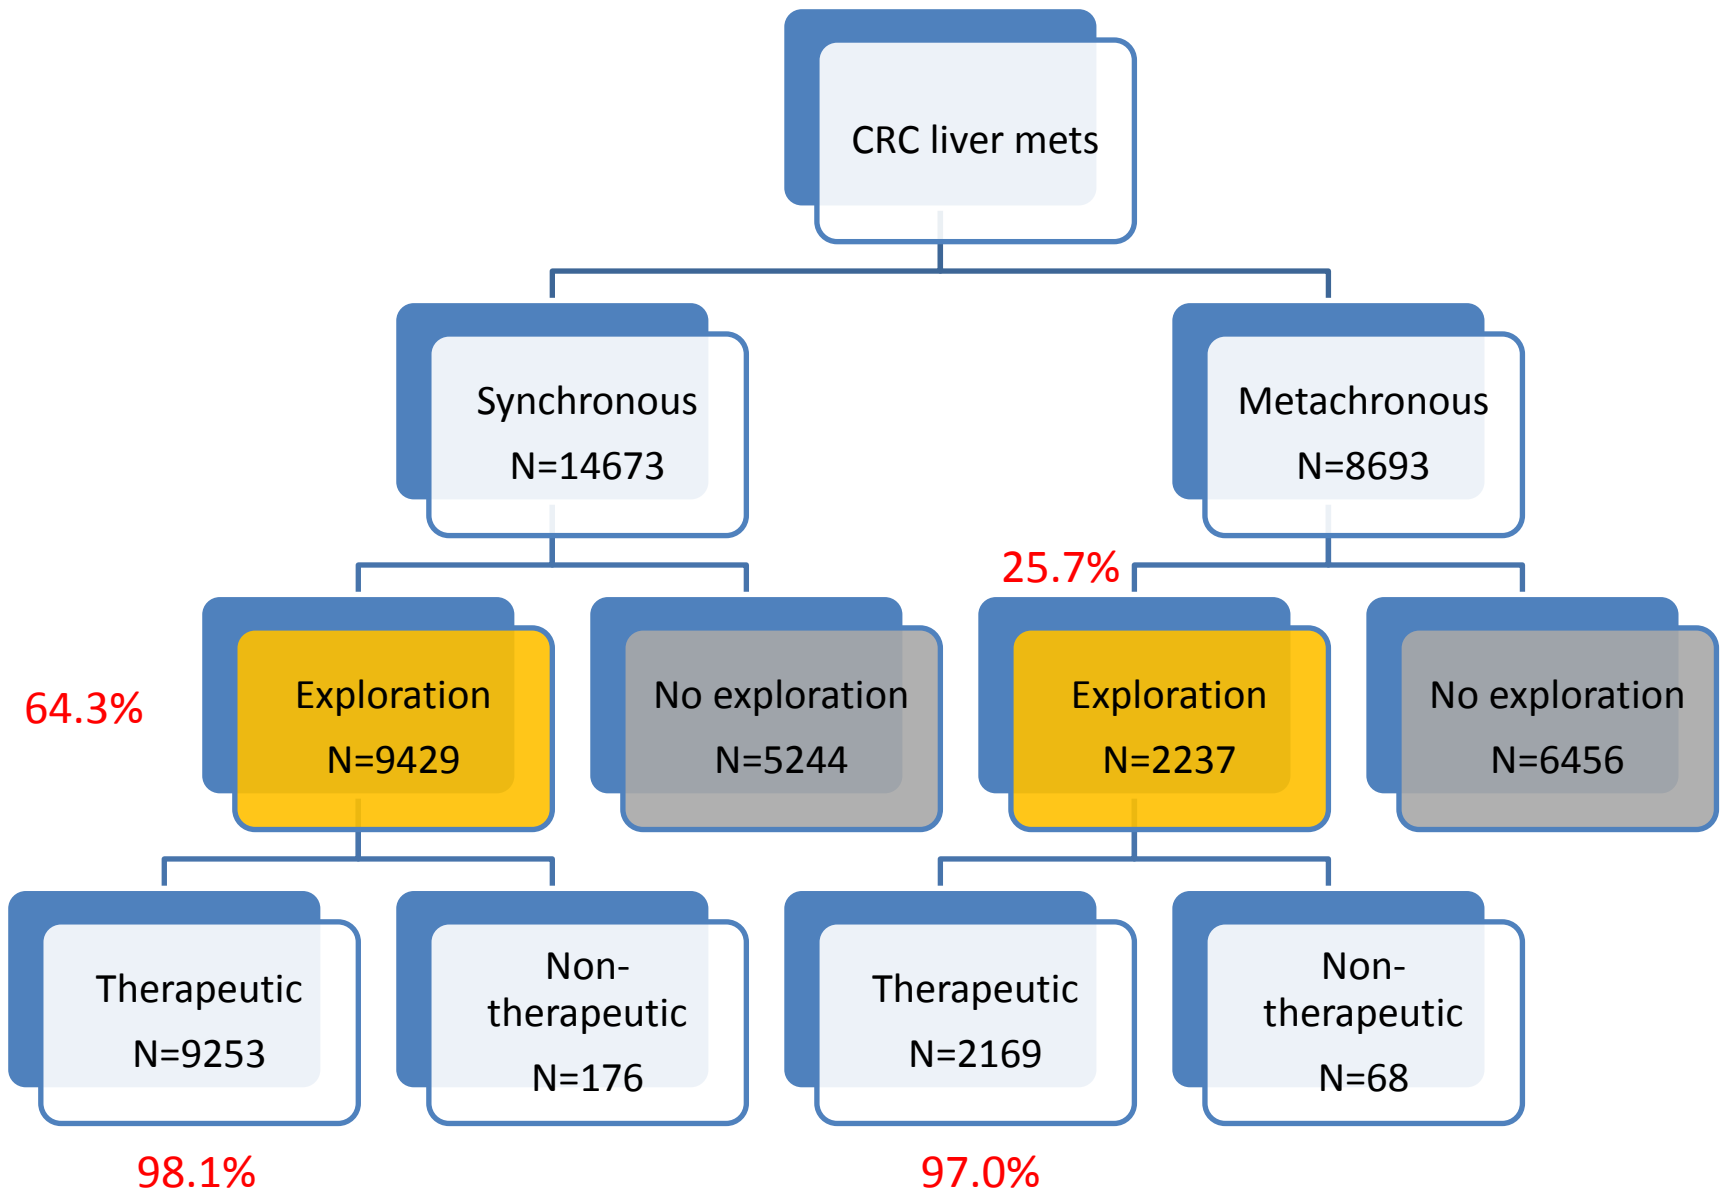 CRC liver mets
Synchronous
N=14673
Metachronous
N=8693
25.7%
64.3%
Exploration
N=9429
No exploration
N=5244
Exploration
N=2237
No exploration
N=6456
Therapeutic
N=9253
Non-
therapeutic
N=176
Therapeutic
N=2169
Non-
therapeutic
N=68
98.1%
97.0%